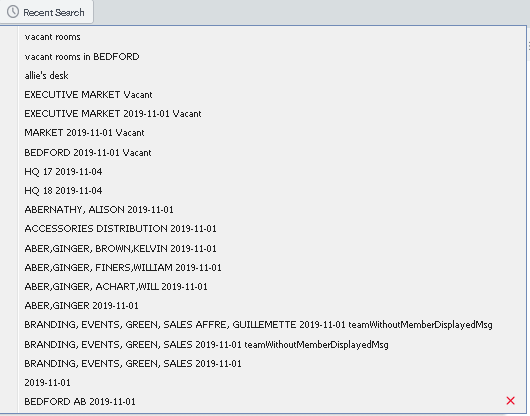 Recent Search
vacant rooms
vacant rooms in BEDFORD
allie's desk
EXECUTIVE MARKET Vacant
EXECUTIVE MARKET 2019-11-01 Vacant
MARKET 2019-11-01 Vacant
BEDFORD 2019-11-01 Vacant
HQ 17 2019-11-04
HQ 18 2019-11-04
ABERNATHY, ALISON 2019-11-01
ACCESSORIES DISTRIBUTION 2019-11-01
ABER,GINGER, BROWN,KELVIN 2019-11-01
ABER,GINGER, FINERS,WILLIAM 2019-11-01
ABER,GINGER, ACHART,WILL 2019-11-01
ABER,GINGER 2019-11-01
BRANDING, EVENTS, GREEN, SALES AFFRE, GUILLEMETTE 2019-11-01 teamWithoutMemberDisplayedMsg
BRANDING, EVENTS, GREEN, SALES 2019-11-01 teamWithoutMemberDisplayedMsg
BRANDING, EVENTS, GREEN, SALES 2019-11-01
2019-11-01
BEDFORD AB 2019-11-01